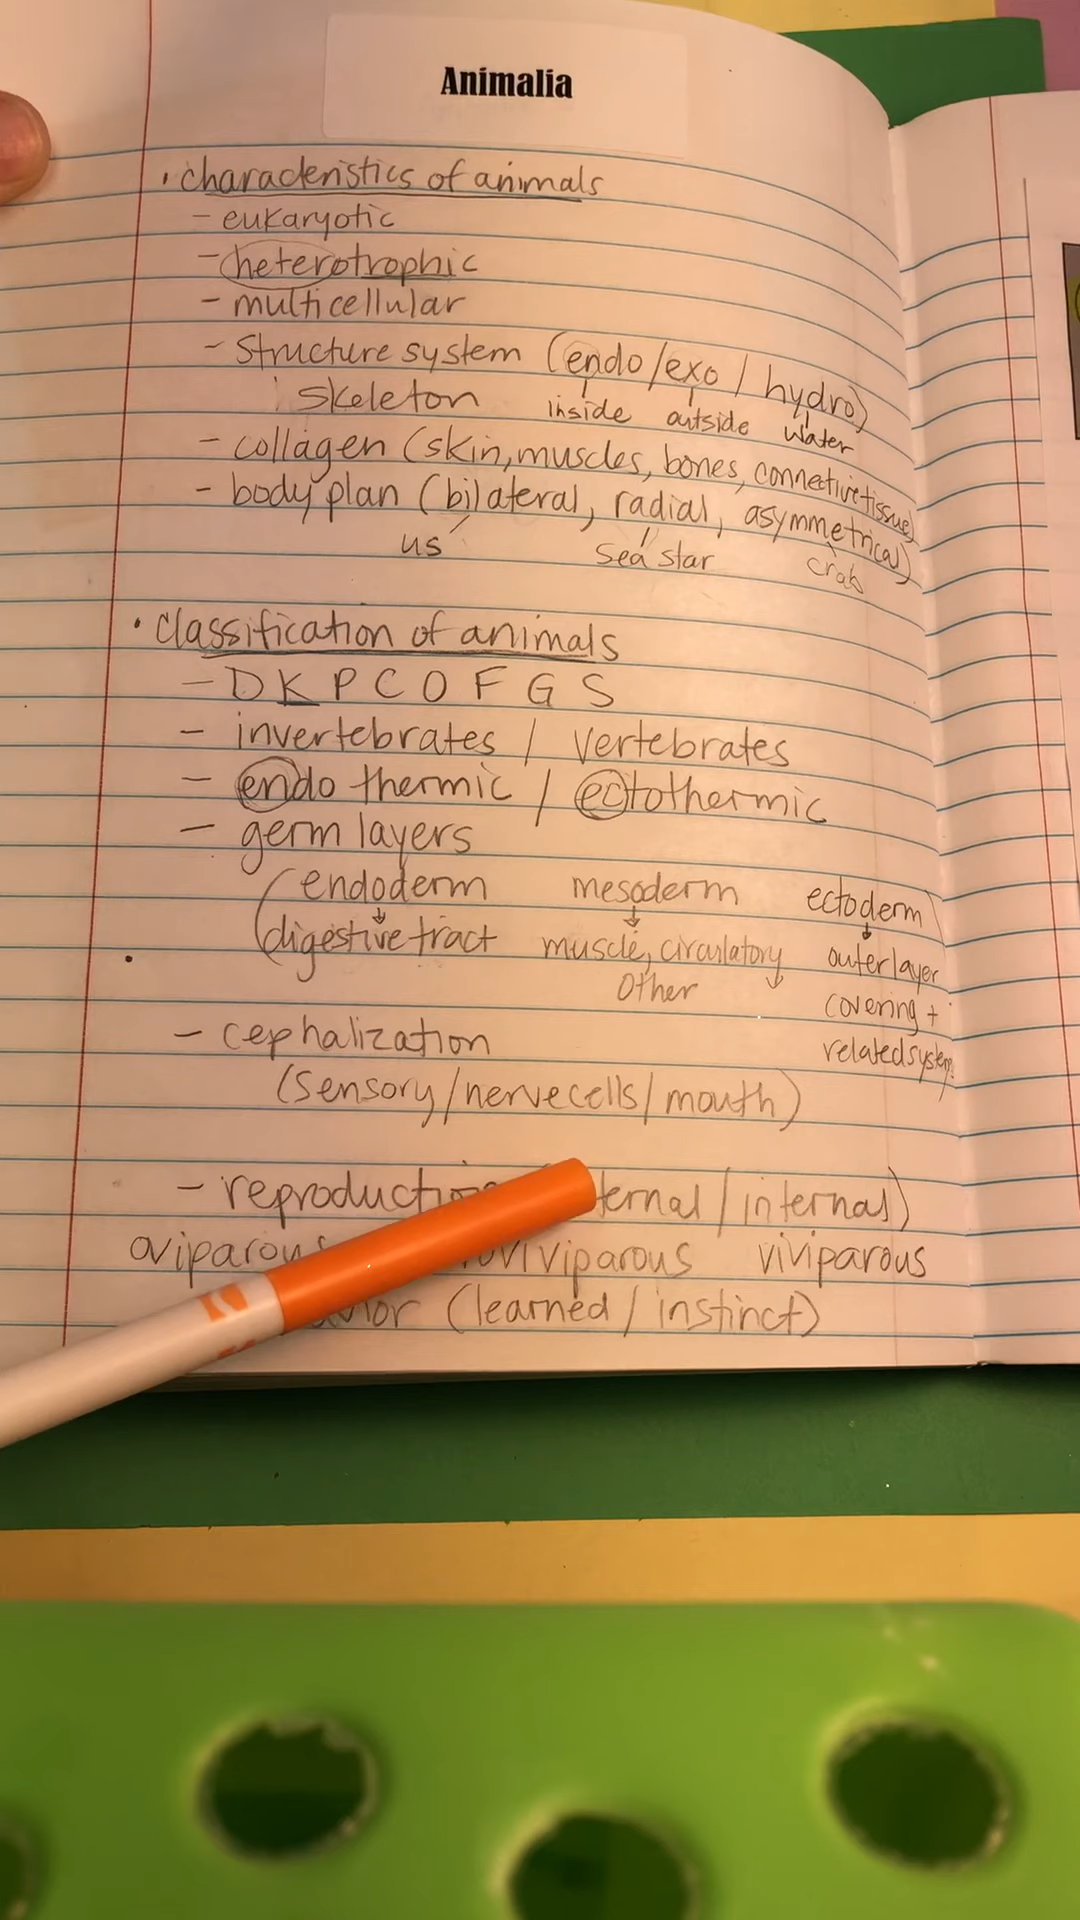 Animalia
· characteristics of animals
- eukaryotic
- heterotrophic
- multicellular
- Structure system (endo/exo / hydro)
skeleton inside outside water
- collagen (skin, muscles, bones, connective tissue)
- body plan (bilateral, radial, asymmetrical)
us sea star crab
· classification of animals
- D K P C O F G S
- invertebrates / vertebrates
- endothermic / ectothermic
- germ layers
(endoderm mesoderm ectoderm)
digestive tract muscle, circulatory outer layer
other covering +
- cephalization related system
(sensory/nerve cells/mouth)
- ternal / internal)
viviparous
(learned / instinct)